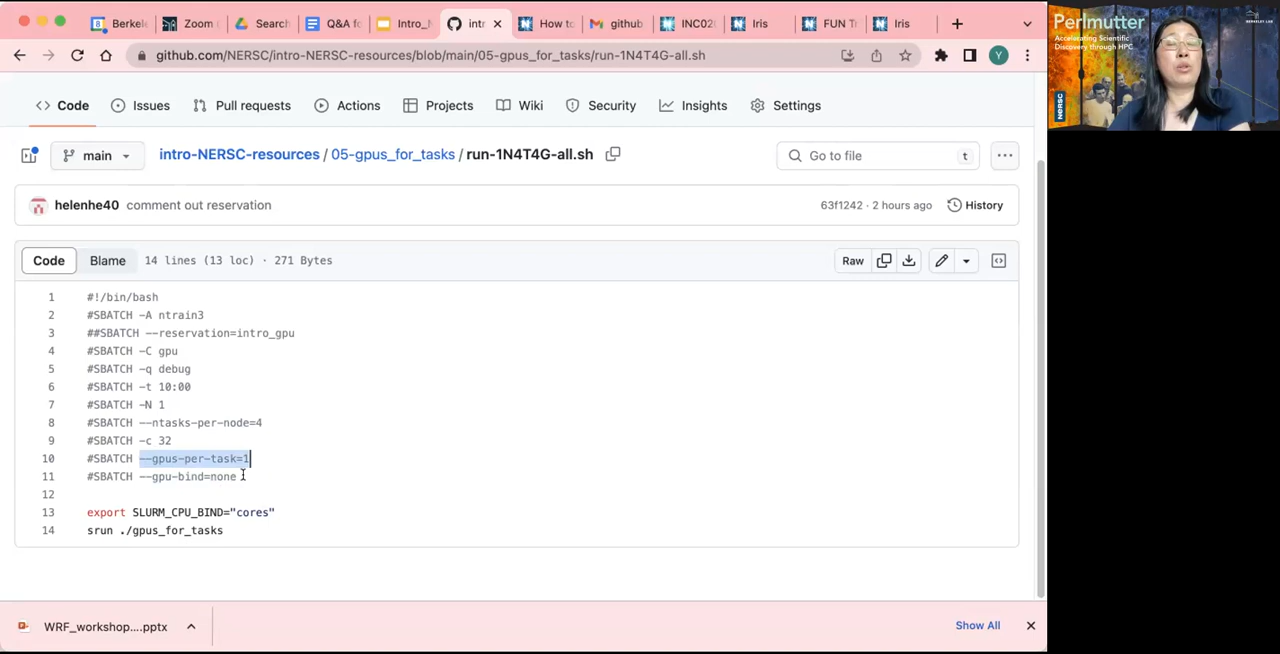 Berkel
Zoom
Search
Q&A fo
Intro_N
intr
How to
github
INC02
Iris
FUN Tr
Iris
github.com/NERSC/intro-NERSC-resources/blob/main/05-gpus_for_tasks/run-1N4T4G-all.sh
Y
Code
Issues
Pull requests
Actions
Projects
Wiki
Security
Insights
Settings
main
intro-NERSC-resources / 05-gpus_for_tasks / run-1N4T4G-all.sh
Go to file
t
helenhe40 comment out reservation
63f1242 · 2 hours ago
History
Code
Blame
14 lines (13 loc) · 271 Bytes
Raw
1 #!/bin/bash
2 #SBATCH -A ntrain3
3 ##SBATCH --reservation=intro_gpu
4 #SBATCH -C gpu
5 #SBATCH -q debug
6 #SBATCH -t 10:00
7 #SBATCH -N 1
8 #SBATCH --ntasks-per-node=4
9 #SBATCH -c 32
10 #SBATCH --gpus-per-task=1
11 #SBATCH --gpu-bind=none
12
13 export SLURM_CPU_BIND="cores"
14 srun ./gpus_for_tasks
WRF_workshop....pptx
Show All
Perlmutter
Accelerating Scientific
Discovery through HPC
NERSC
BERKELEY LAB